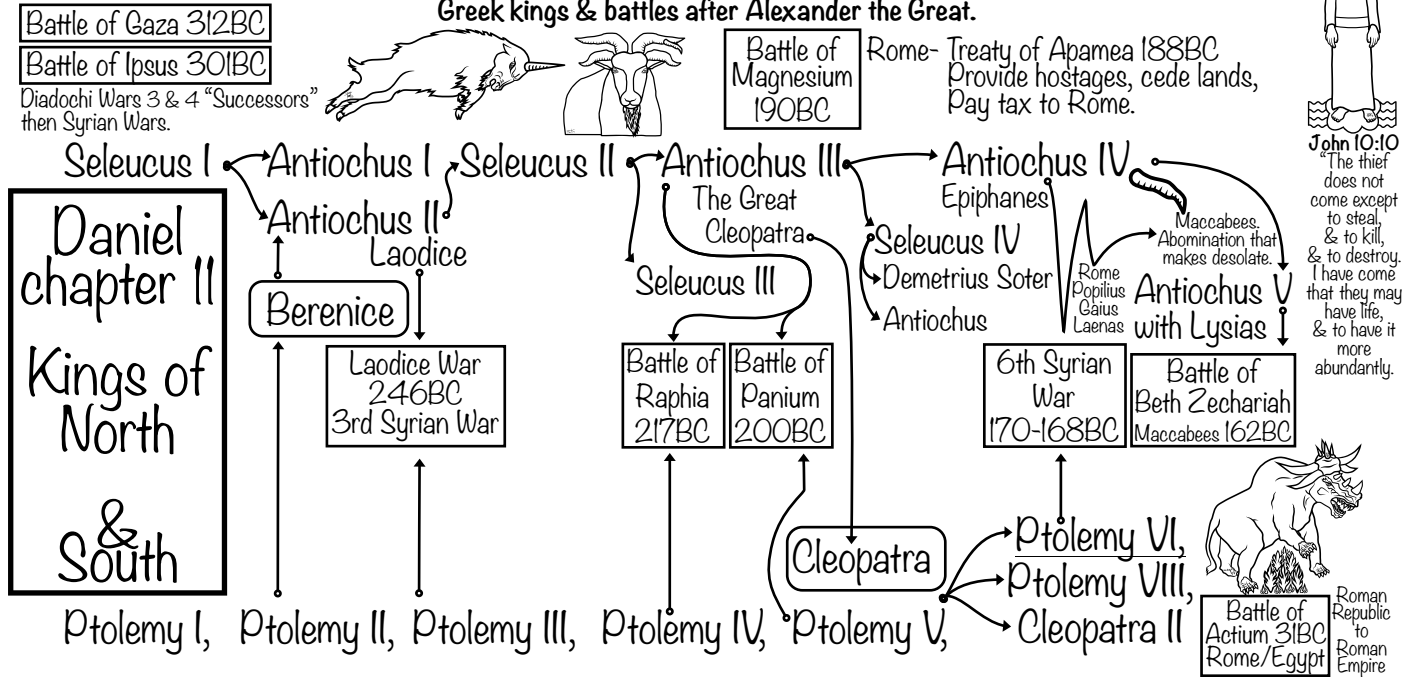 Greek kings & battles after Alexander the Great.
Battle of Gaza 312BC
Battle of Ipsus 301BC
Diadochi Wars 3 & 4 "Successors"
then Syrian Wars.
Battle of
Magnesium
190BC
Rome- Treaty of Apamea 188BC
Provide hostages, cede lands,
Pay tax to Rome.
John 10:10
"The thief
does not
come except
to steal,
& to kill,
& to destroy.
I have come
that they may
have life,
& to have it
more
abundantly.
Seleucus I
Antiochus I
Seleucus II
Antiochus III
Antiochus IV
The Great
Epiphanes
Antiochus II
Laodice
Cleopatra
Seleucus IV
Maccabees.
Abomination that
makes desolate.
Seleucus III
Demetrius Soter
Antiochus
Rome
Popilius
Gaius
Laenas
Antiochus V
with Lysias
Daniel
chapter 11
Kings of
North
&
South
Berenice
Laodice War
246BC
3rd Syrian War
Battle of
Raphia
217BC
Battle of
Panium
200BC
6th Syrian
War
170-168BC
Battle of
Beth Zechariah
Maccabees 162BC
Cleopatra
Ptolemy I,
Ptolemy II,
Ptolemy III,
Ptolemy IV,
Ptolemy V,
Ptolemy VI,
Ptolemy VIII,
Cleopatra II
Battle of
Actium 31BC
Rome/Egypt
Roman
Republic
to
Roman
Empire